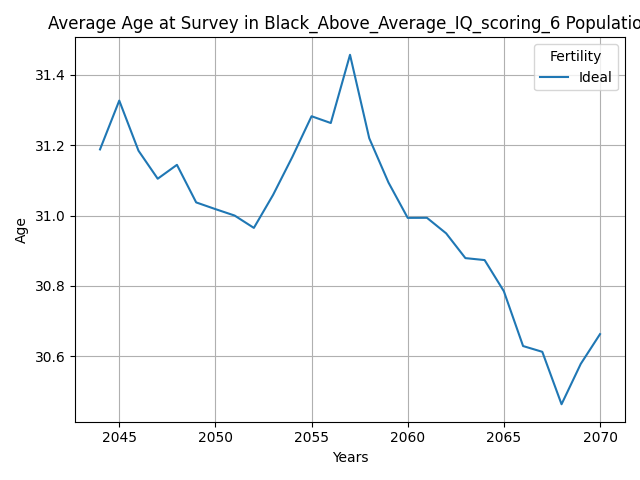 Average Age at Survey in Black_Above_Average_IQ_scoring_6 Populatio
Fertility
Ideal
31.4
31.2
31.0
30.8
30.6
Age
2045 2050 2055 2060 2065 2070
Years